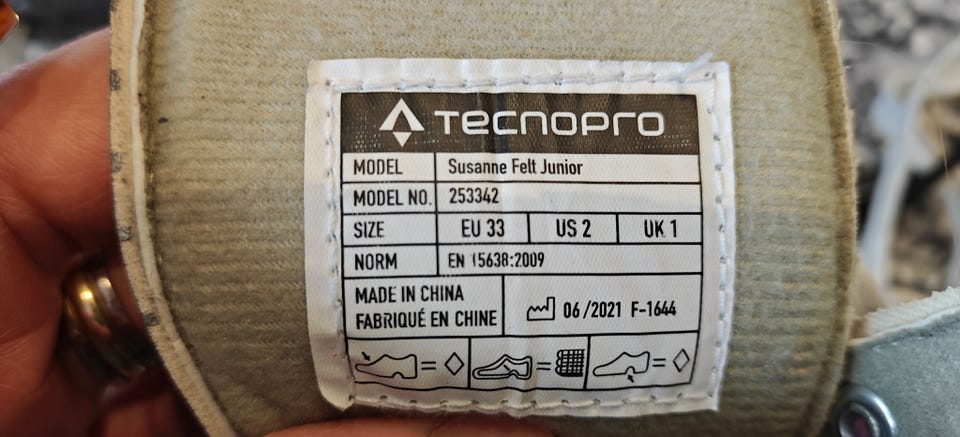 TECNOPRO
MODEL Susanne Felt Junior
MODEL NO. 253342
SIZE EU 33 US 2 UK 1
NORM EN 15638:2009
MADE IN CHINA
FABRIQUÉ EN CHINE
06/2021 F-1644
= =  =